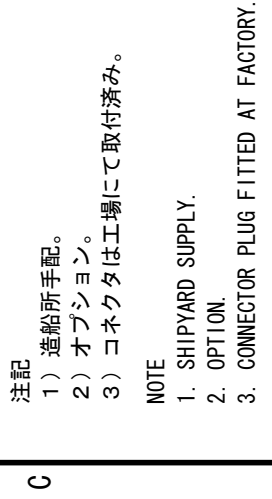 注記
1）造船所手配。
2）オプション。
3）コネクタは工場にて取付済み。
NOTE
1. SHIPYARD SUPPLY.
2. OPTION.
3. CONNECTOR PLUG FITTED AT FACTORY.
C